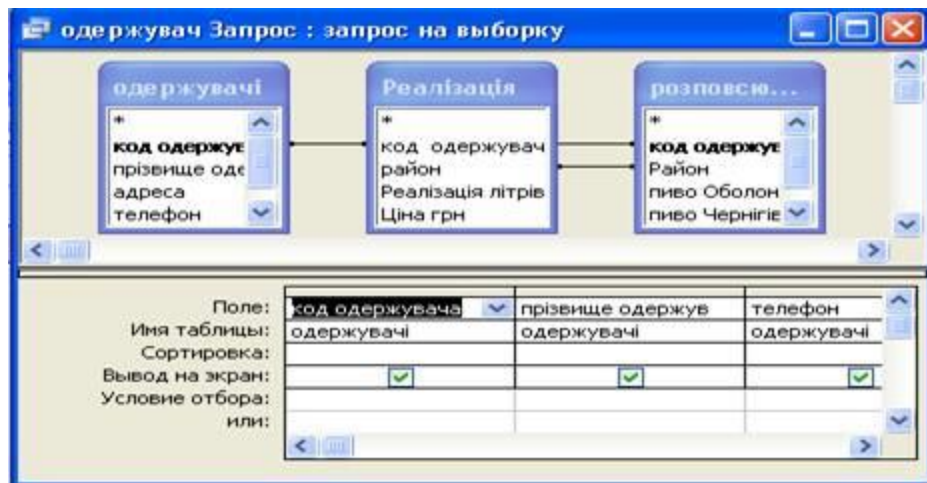 одержувач Запрос : запрос на выборку
одержувачі
*
код одержув
прізвище оде
адреса
телефон
Реалізація
*
код одержувач
район
Реалізація літрів
Ціна грн
розповсю...
*
код одержув
Район
пиво Оболон
пиво Чернігів
Поле: код одержувача прізвище одержув телефон
Имя таблицы: одержувачі одержувачі одержувачі
Сортировка:
Вывод на экран:
Условие отбора:
или: